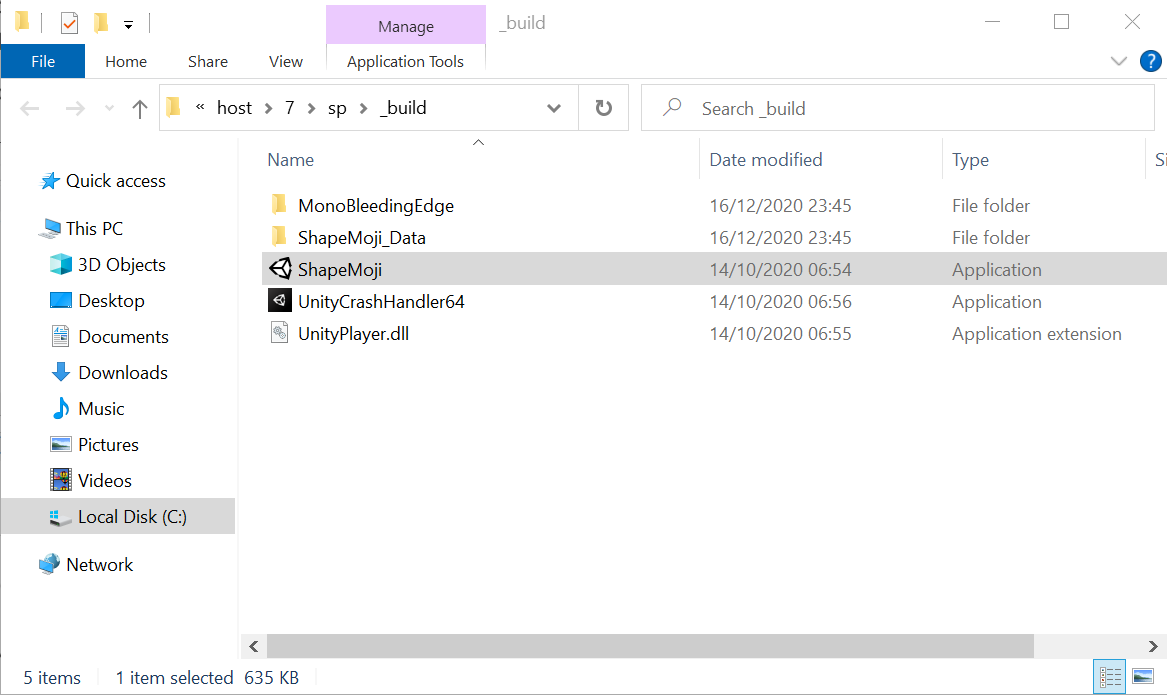 Manage
_build
File
Home
Share
View
Application Tools
?
« host > 7 > sp > _build
Search _build
Name
Date modified
Type
Si
Quick access
This PC
3D Objects
Desktop
Documents
Downloads
Music
Pictures
Videos
Local Disk (C:)
Network
MonoBleedingEdge 16/12/2020 23:45 File folder
ShapeMoji_Data 16/12/2020 23:45 File folder
ShapeMoji 14/10/2020 06:54 Application
UnityCrashHandler64 14/10/2020 06:56 Application
UnityPlayer.dll 14/10/2020 06:55 Application extension
5 items
1 item selected 635 KB